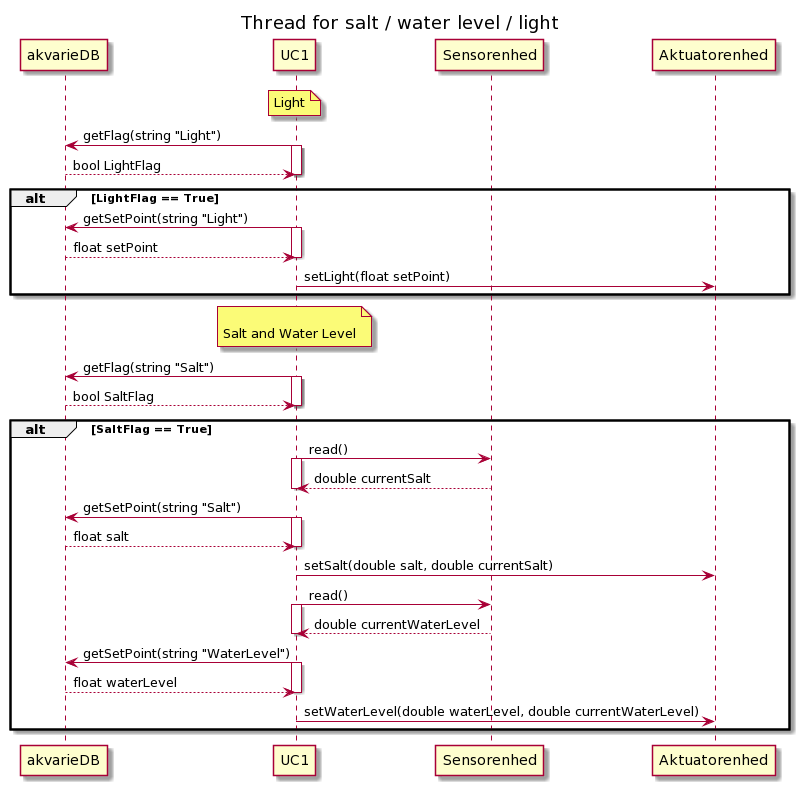 Thread for salt / water level / light
akvarieDB UC1 Sensorenhed Aktuatorenhed
Light
getFlag(string "Light")
bool LightFlag
alt [LightFlag == True]
getSetPoint(string "Light")
float setPoint
setLight(float setPoint)
Salt and Water Level
getFlag(string "Salt")
bool SaltFlag
alt [SaltFlag == True]
read()
double currentSalt
getSetPoint(string "Salt")
float salt
setSalt(double salt, double currentSalt)
read()
double currentWaterLevel
getSetPoint(string "WaterLevel")
float waterLevel
setWaterLevel(double waterLevel, double currentWaterLevel)
akvarieDB UC1 Sensorenhed Aktuatorenhed